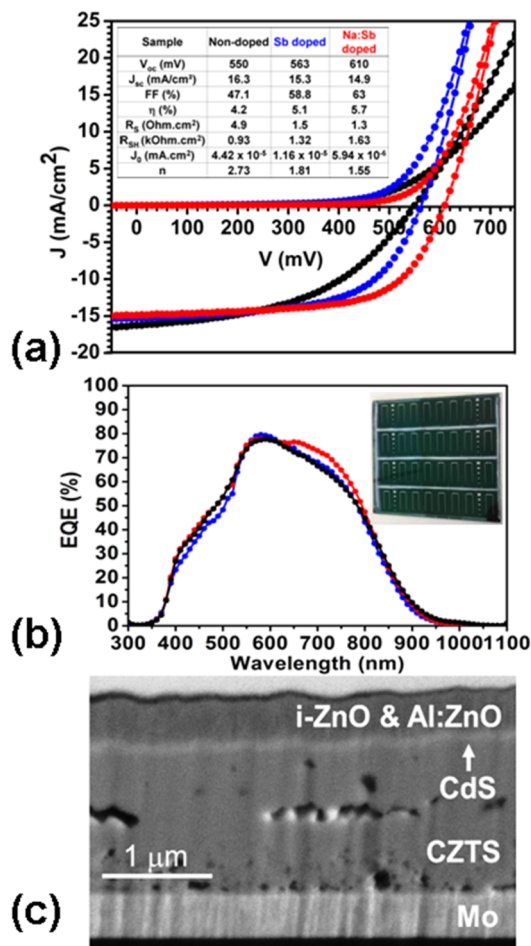 25
20
15
10
5
0
-5
-10
-15
-20
J (mA/cm²)
Sample Non-doped Sb doped Na:Sb doped
Voc (mV) 550 563 610
Jsc (mA/cm²) 16.3 15.3 14.9
FF (%) 47.1 58.8 63
η (%) 4.2 5.1 5.7
RS (Ohm.cm²) 4.9 1.5 1.3
RSH (kOhm.cm²) 0.93 1.32 1.63
J0 (mA.cm²) 4.42 x 10⁻⁵ 1.16 x 10⁻⁵ 5.94 x 10⁻⁶
n 2.73 1.81 1.55
0 100 200 300 400 500 600 700
V (mV)
(a)
100
90
80
70
60
50
40
30
20
10
0
EQE (%)
300 400 500 600 700 800 900 1000 1100
Wavelength (nm)
(b)
i-ZnO & Al:ZnO
CdS
CZTS
1 μm
Mo
(c)